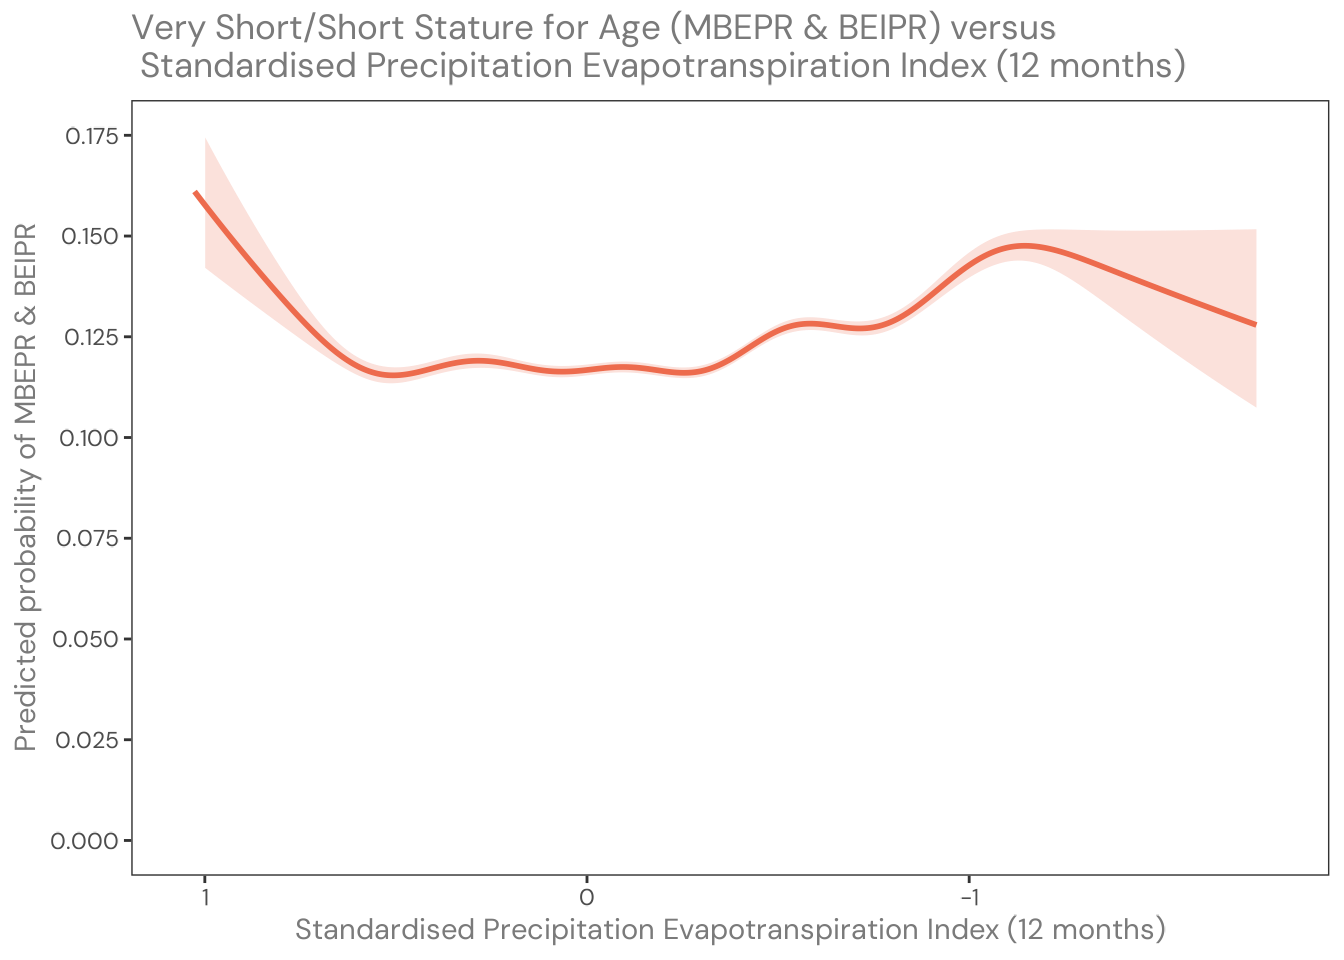 Very Short/Short Stature for Age (MBEPR & BEIPR) versus
Standardised Precipitation Evapotranspiration Index (12 months)
Predicted probability of MBEPR & BEIPR
0.175
0.150
0.125
0.100
0.075
0.050
0.025
0.000
1 0 -1
Standardised Precipitation Evapotranspiration Index (12 months)